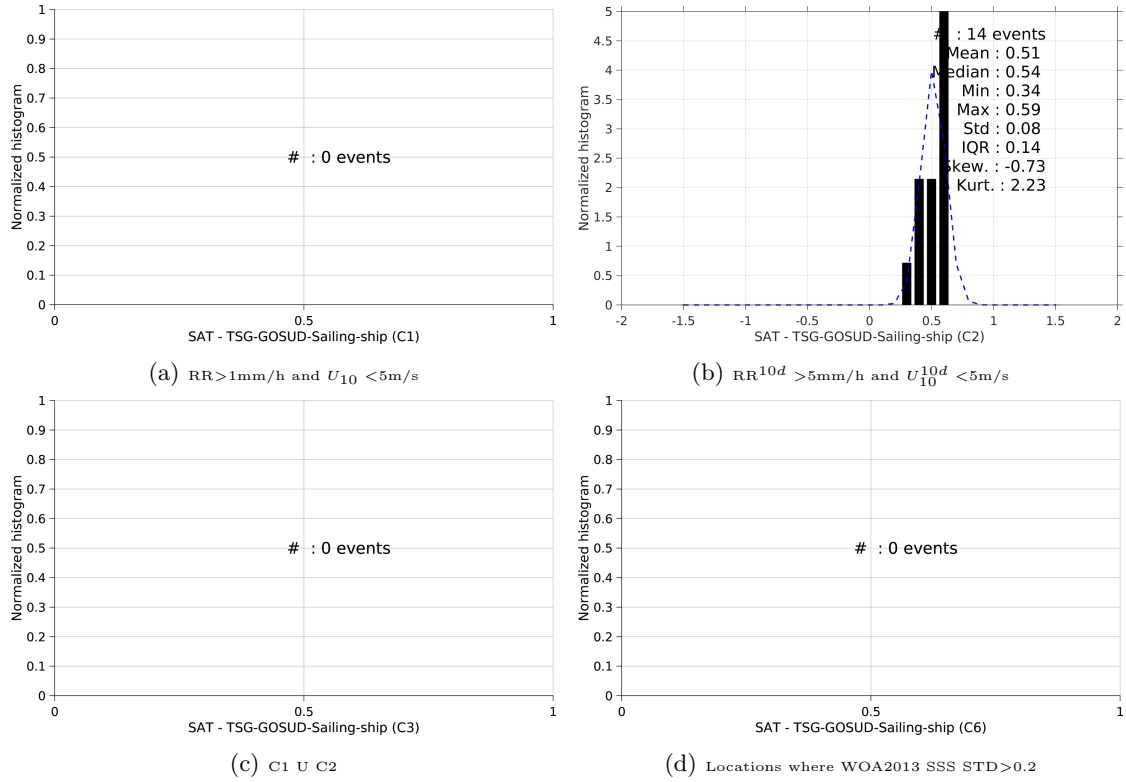 1
0.9
0.8
0.7
0.6
0.5
0.4
0.3
0.2
0.1
0
Normalized histogram
# : 0 events
0 0.5 1
SAT - TSG-GOSUD-Sailing-ship (C1)
(a) RR>1mm/h and U10 <5m/s
5
4.5
4
3.5
3
2.5
2
1.5
1
0.5
0
Normalized histogram
# : 14 events
Mean : 0.51
Median : 0.54
Min : 0.34
Max : 0.59
Std : 0.08
IQR : 0.14
Skew. : -0.73
Kurt. : 2.23
-2 -1.5 -1 -0.5 0 0.5 1 1.5 2
SAT - TSG-GOSUD-Sailing-ship (C2)
(b) RR10d >5mm/h and U10d10 <5m/s
1
0.9
0.8
0.7
0.6
0.5
0.4
0.3
0.2
0.1
0
Normalized histogram
# : 0 events
0 0.5 1
SAT - TSG-GOSUD-Sailing-ship (C3)
(c) C1 U C2
1
0.9
0.8
0.7
0.6
0.5
0.4
0.3
0.2
0.1
0
Normalized histogram
# : 0 events
0 0.5 1
SAT - TSG-GOSUD-Sailing-ship (C6)
(d) Locations where WOA2013 SSS STD>0.2